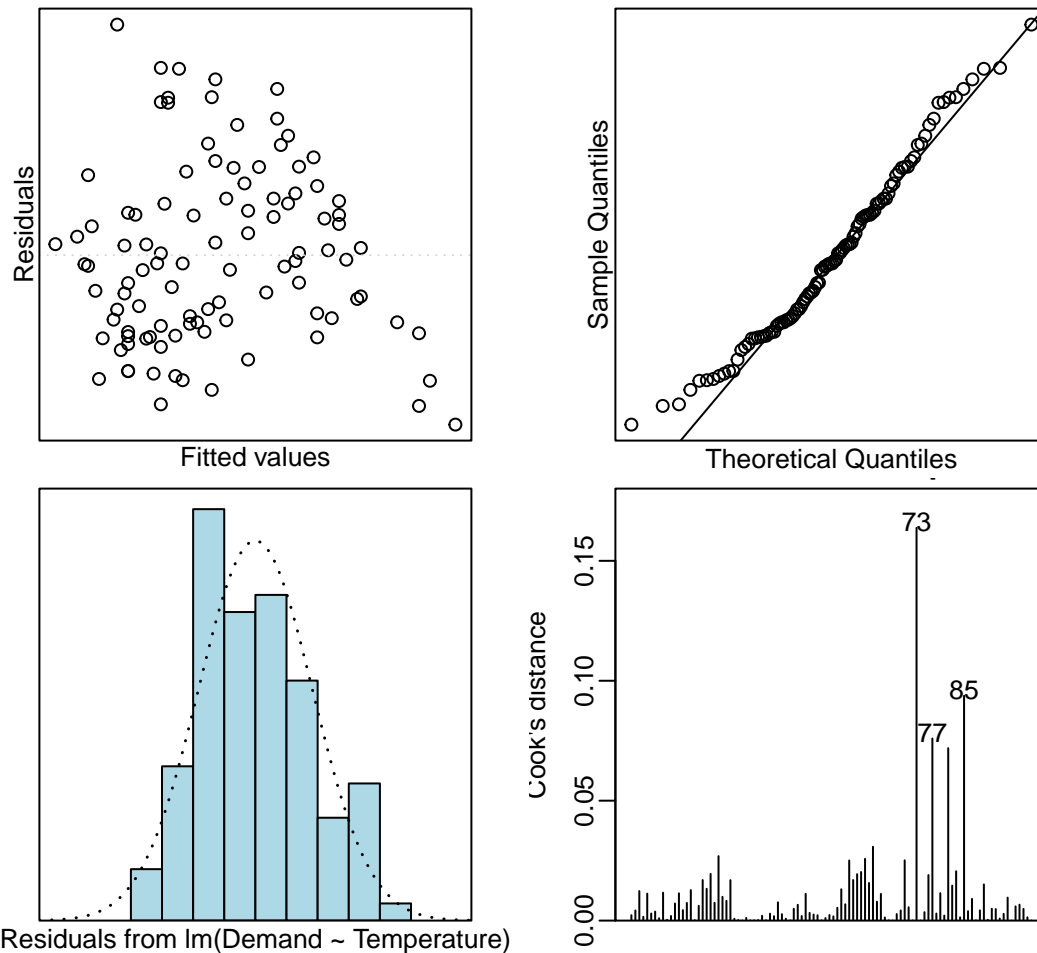 Residuals
Fitted values
Sample Quantiles
Theoretical Quantiles
Residuals from lm(Demand ~ Temperature)
Cook's distance
0.15
0.10
0.05
0.00
73
85
77